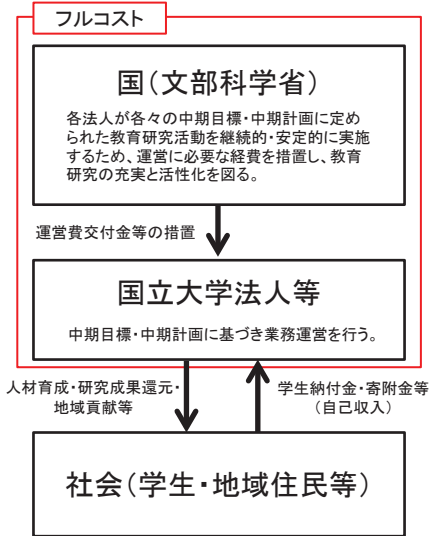 フルコスト
国（文部科学省）
各法人が各々の中期目標・中期計画に定め
られた教育研究活動を継続的・安定的に実施
するため、運営に必要な経費を措置し、教育
研究の充実と活性化を図る。
運営費交付金等の措置
国立大学法人等
中期目標・中期計画に基づき業務運営を行う。
人材育成・研究成果還元・
地域貢献等
学生納付金・寄附金等
（自己収入）
社会（学生・地域住民等）